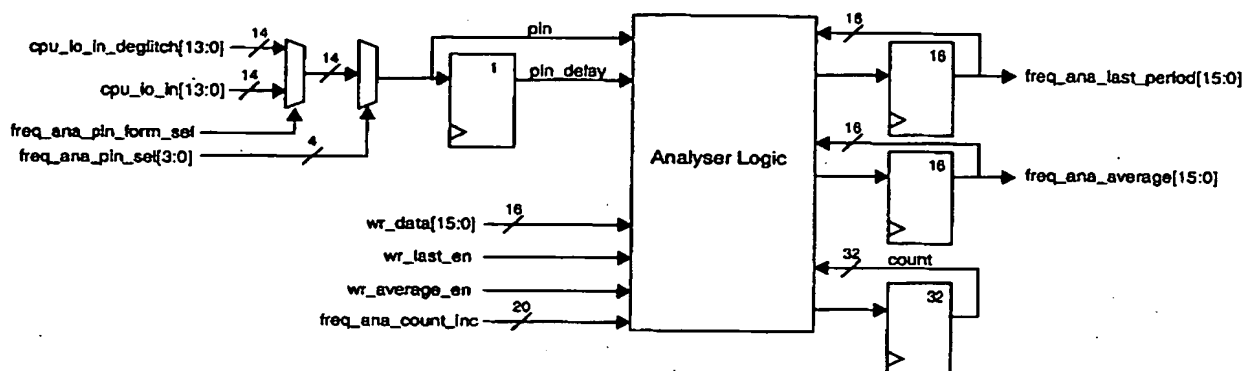 14
cpu_io_in_deglitch[13:0]
14
cpu_io_in[13:0]
14
freq_ana_pin_form_sel
freq_ana_pin_sel[3:0]
4
pin
1
pin_delay
Analyser Logic
wr_data[15:0]
16
wr_last_en
wr_average_en
freq_ana_count_inc
20
16
16
freq_ana_last_period[15:0]
16
16
freq_ana_average[15:0]
32
count
32